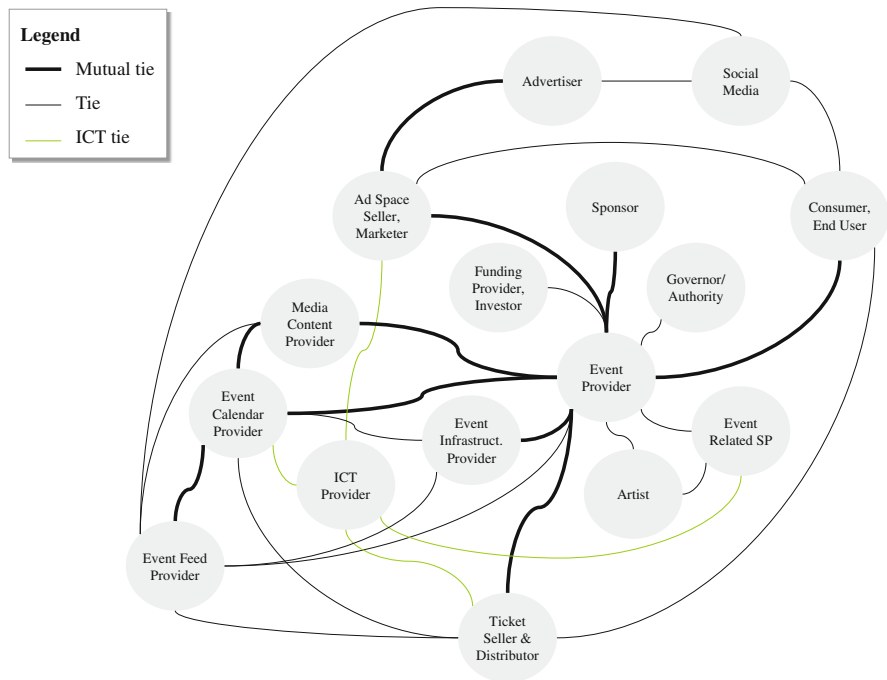 Legend
Mutual tie
Tie
ICT tie
Advertiser
Social
Media
Ad Space
Seller,
Marketer
Sponsor
Consumer,
End User
Funding
Provider,
Investor
Governor/
Authority
Media
Content
Provider
Event
Provider
Event
Calendar
Provider
Event
Infrastruct.
Provider
Event
Related SP
ICT
Provider
Artist
Event Feed
Provider
Ticket
Seller &
Distributor